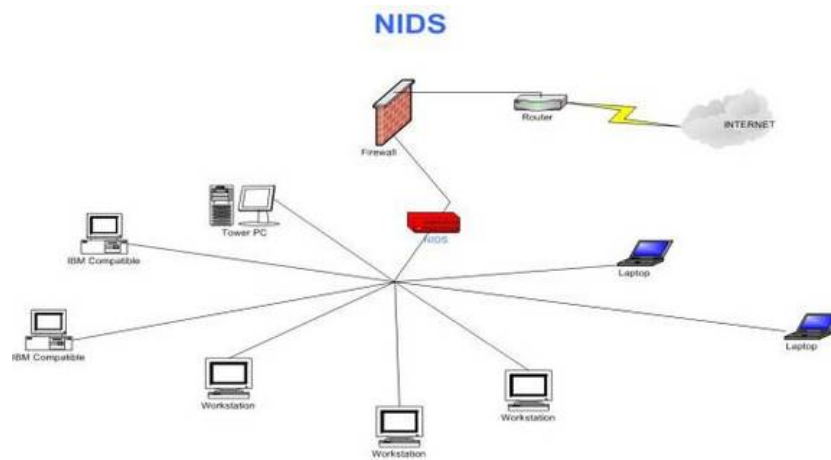 NIDS
Router
INTERNET
Firewall
Tower PC
NIDS
IBM Compatible
Laptop
IBM Compatible
Laptop
Workstation
Workstation
Workstation